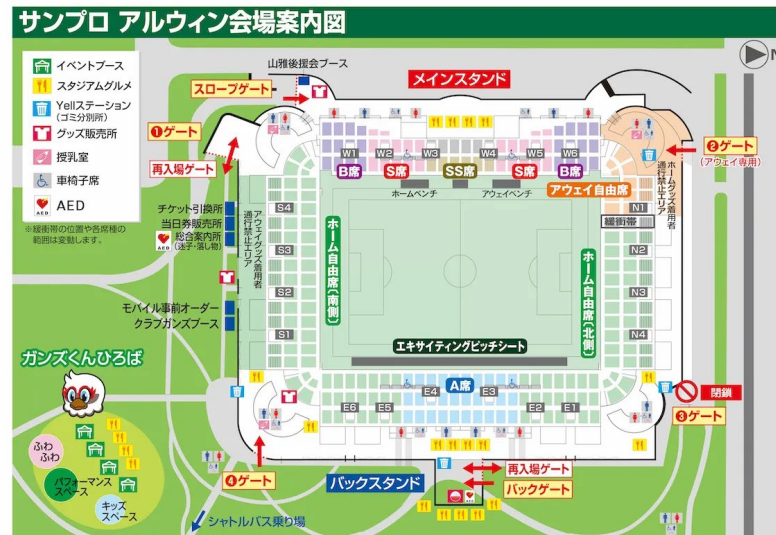 サンプロ アルウィン会場案内図
イベントブース
スタジアムグルメ
Yellステーション
(ゴミ分別所)
グッズ販売所
授乳室
車椅子席
AED
AED
※緩衝帯の位置や各席種の
範囲は変動します。
山雅後援会ブース
スロープゲート
メインスタンド
N
❶ゲート
再入場ゲート
❷ゲート
(アウェイ専用)
W1
W2
W3
W4
W5
W6
B席
S席
SS席
S席
B席
ホームベンチ
アウェイベンチ
アウェイ自由席
ホームグッズ着用者
通行禁止エリア
チケット引換所
当日券販売所
総合案内所
(迷子・落し物)
AED
アウェイグッズ着用者
通行禁止エリア
S4
S3
S2
S1
ホーム自由席(南側)
N1
緩衝帯
N2
N3
N4
ホーム自由席(北側)
モバイル事前オーダー
クラブガンズブース
エキサイティングピッチシート
ガンズくんひろば
A席
E6
E5
E4
E3
E2
E1
閉鎖
❸ゲート
ふわ
ふわ
パフォーマンス
スペース
キッズ
スペース
❹ゲート
バックスタンド
再入場ゲート
バックゲート
AED
シャトルバス乗り場